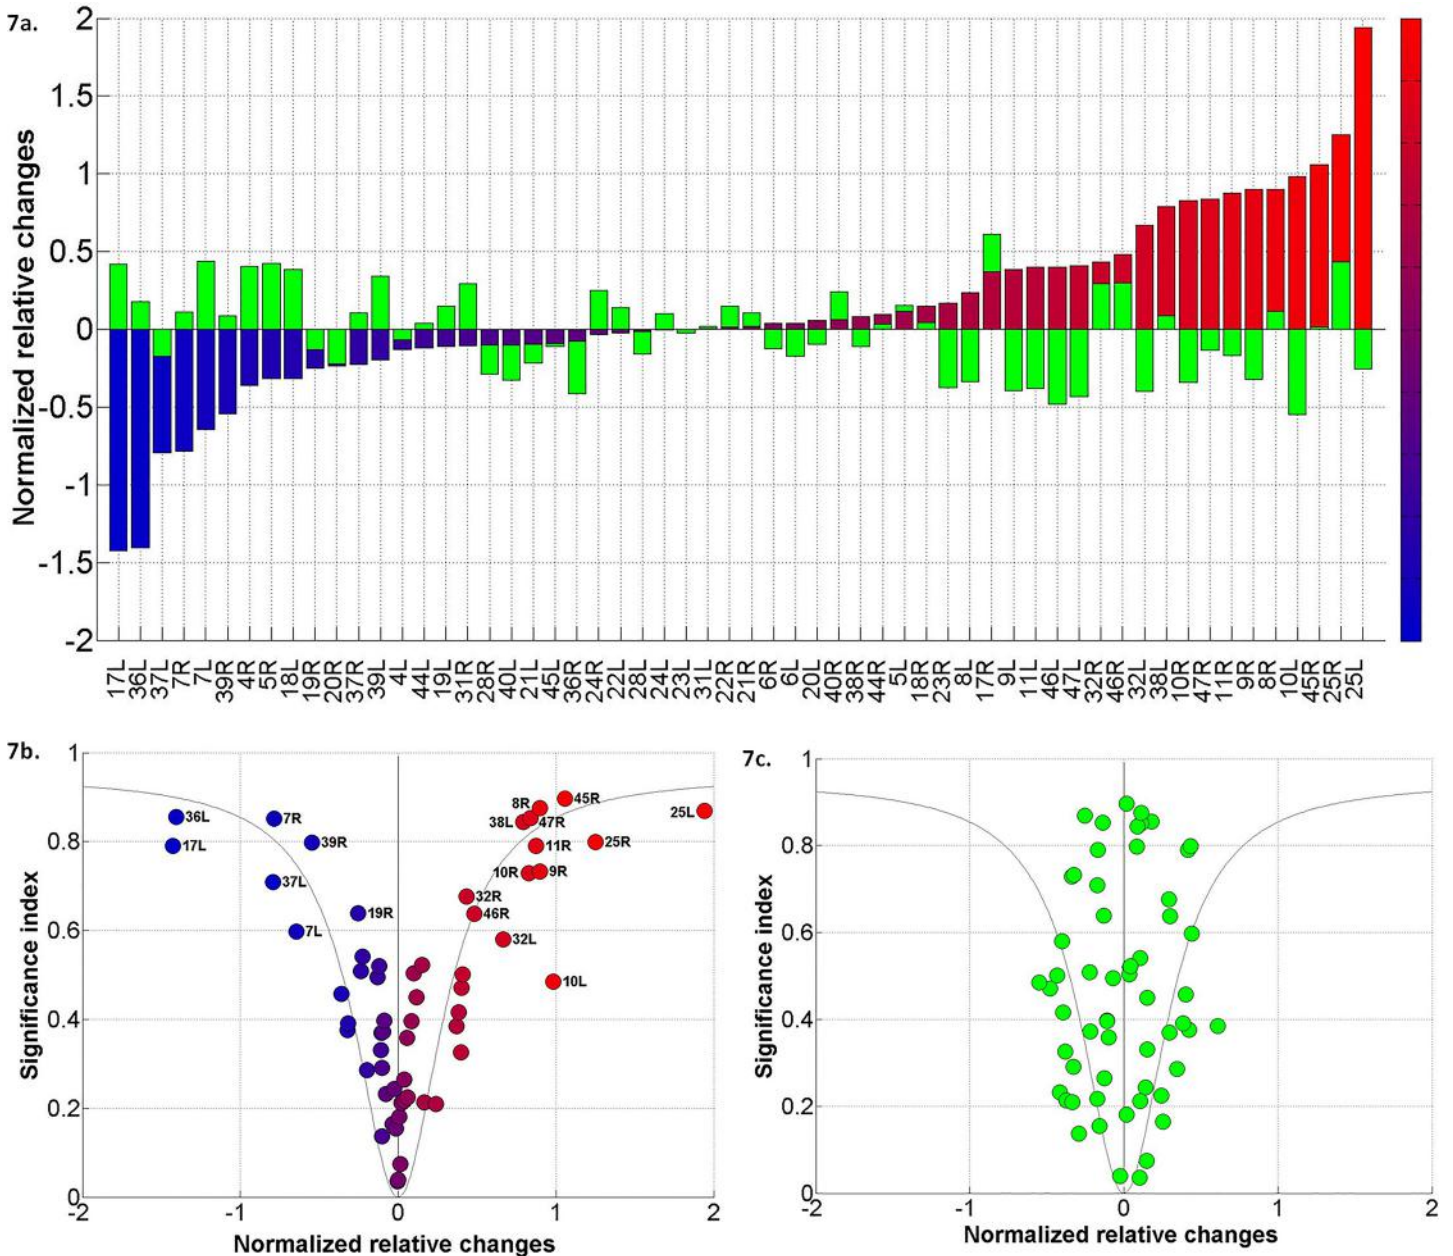 7a.
Normalized relative changes
2
1.5
1
0.5
0
-0.5
-1
-1.5
-2
17L 36L 37L 7R 7L 39R 4R 5R 18L 19R 20R 37R 39L 4L 44L 19L 31R 28R 40L 21L 45L 36R 24R 22L 28L 24L 23L 31L 22R 21R 6R 6L 20L 40R 38R 44R 5L 18R 23R 8L 17R 9L 11L 46L 47L 32R 46R 32L 38L 10R 47R 11R 9R 8R 10L 45R 25R 25L
7b.
Significance index
1
0.8
0.6
0.4
0.2
0
36L
17L
7R
39R
37L
7L
19R
8R
45R
38L
47R
25L
11R
25R
10R
9R
32R
46R
32L
10L
-2 -1 0 1 2
Normalized relative changes
7c.
Significance index
1
0.8
0.6
0.4
0.2
0
-2 -1 0 1 2
Normalized relative changes